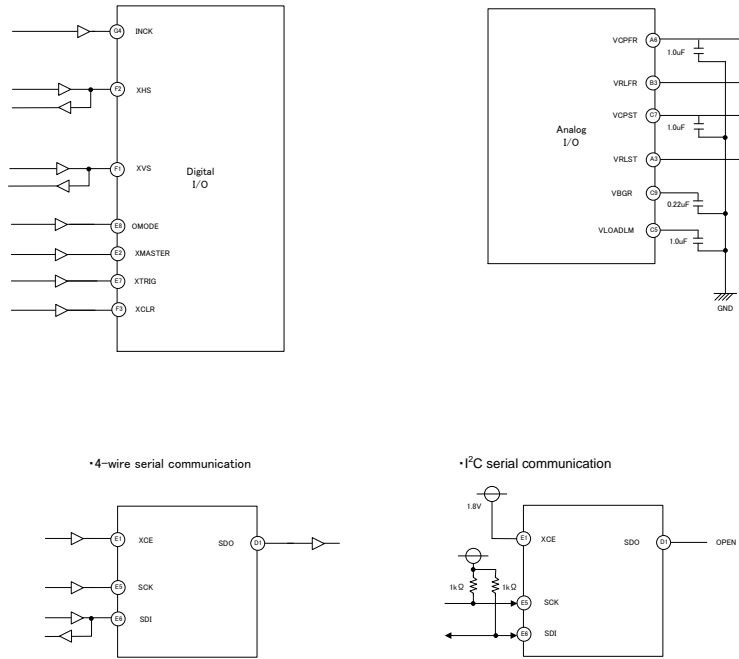 G4 INCK
F2 XHS
F1 XVS
Digital
I/O
E8 OMODE
E2 XMASTER
E7 XTRIG
F3 XCLR
VCPFR A6
1.0uF
VRLFR B3
VCPST C7
1.0uF
Analog
I/O
VRLST A3
VBGR C9
0.22uF
VLOADLM C5
1.0uF
GND
・4-wire serial communication
E1 XCE
SDO D1
E5 SCK
E6 SDI
・I²C serial communication
1.8V
E1 XCE
SDO D1 OPEN
1kΩ 1kΩ
E5 SCK
E6 SDI